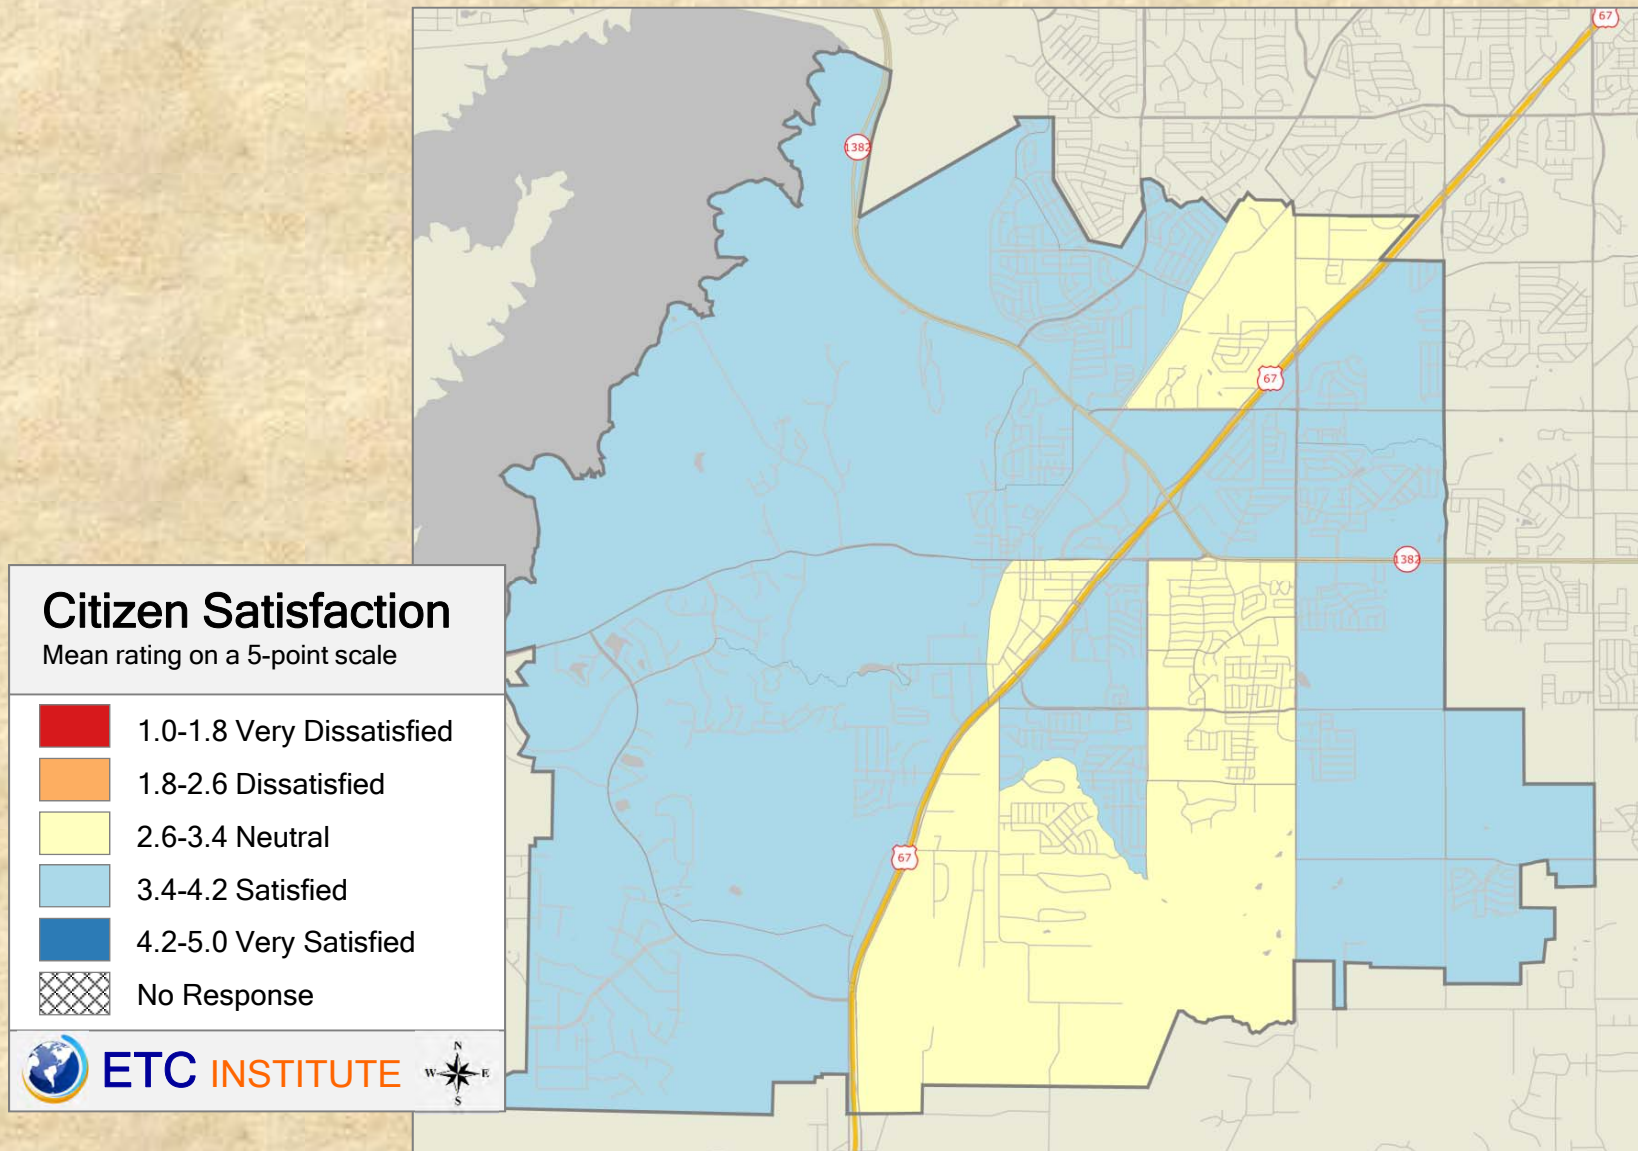 67
1382
67
1382
67
Citizen Satisfaction
Mean rating on a 5-point scale
1.0-1.8 Very Dissatisfied
1.8-2.6 Dissatisfied
2.6-3.4 Neutral
3.4-4.2 Satisfied
4.2-5.0 Very Satisfied
No Response
ETC INSTITUTE
N
W E
S